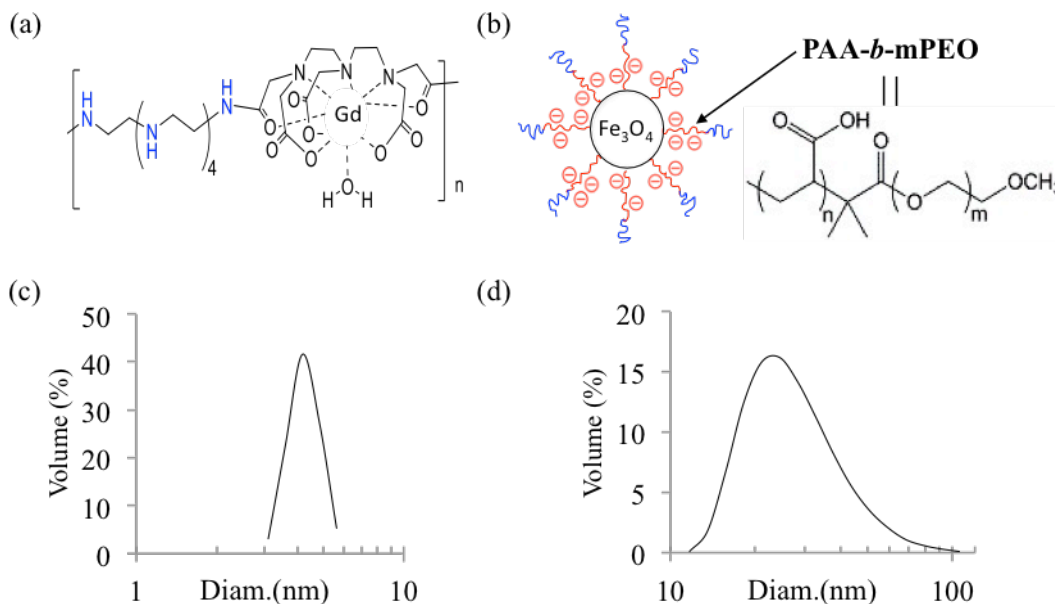 (a)
H
N
N
H
4
H
N
O
O
O
N
N
N
Gd
O
O
O
O
O
O
H
H
n
(b)
PAA-b-mPEO
Fe3O4
O
OH
O
n
O
m
OCH3
(c)
50
40
30
20
10
0
Volume (%)
1
10
Diam.(nm)
(d)
20
15
10
5
0
Volume (%)
10
100
Diam.(nm)